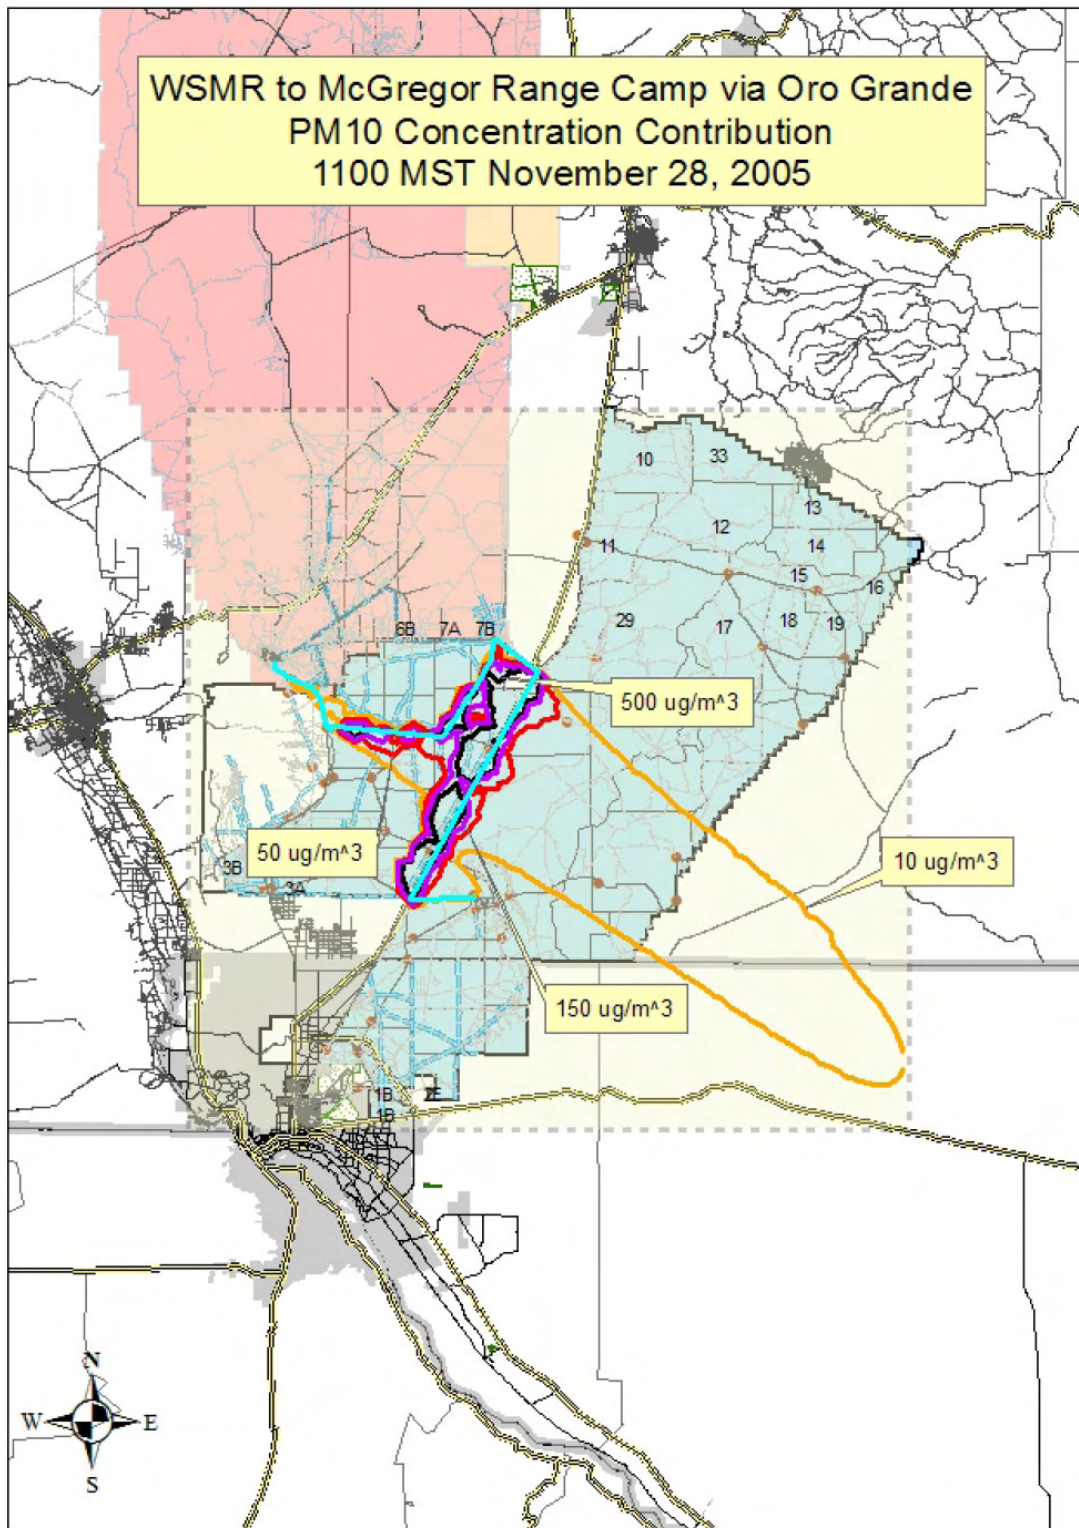 WSMR to McGregor Range Camp via Oro Grande
PM10 Concentration Contribution
1100 MST November 28, 2005
10
33
13
12
11
14
15
16
29
17
18
19
6B
7A
7B
500 ug/m^3
50 ug/m^3
10 ug/m^3
3B
3A
150 ug/m^3
1B
2E
1B
N
W
E
S